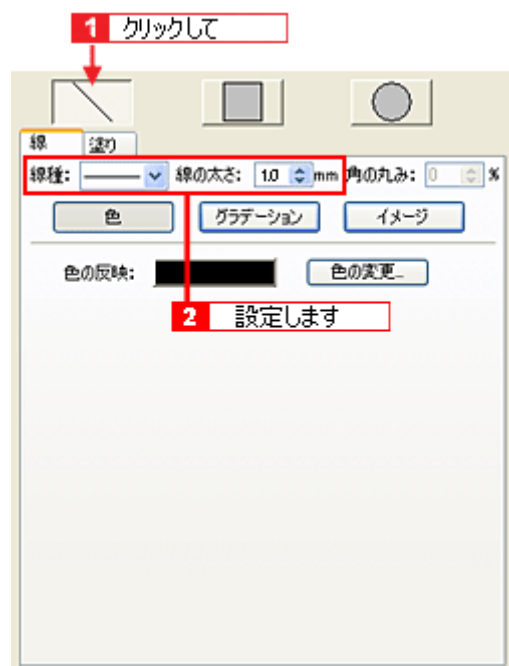 1 クリックして
線 塗り
線種: 線の太さ: 1.0 mm 角の丸み: 0 %
色 グラデーション イメージ
色の反映: 色の変更...
2 設定します